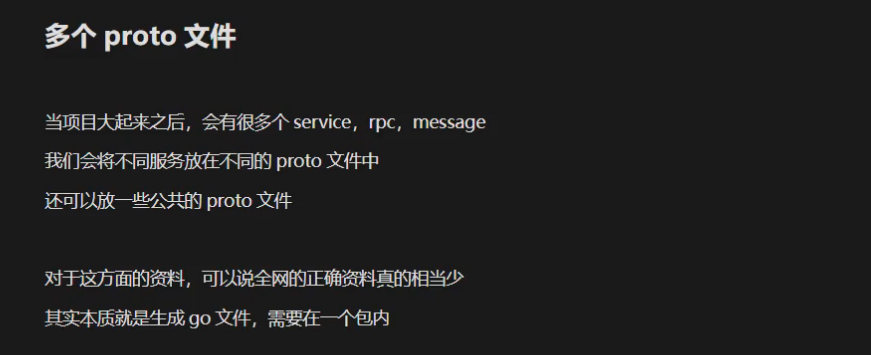 多个 proto 文件
当项目大起来之后，会有很多个 service，rpc，message
我们会将不同服务放在不同的 proto 文件中
还可以放一些公共的 proto 文件
对于这方面的资料，可以说全网的正确资料真的相当少
其实本质就是生成 go 文件，需要在一个包内